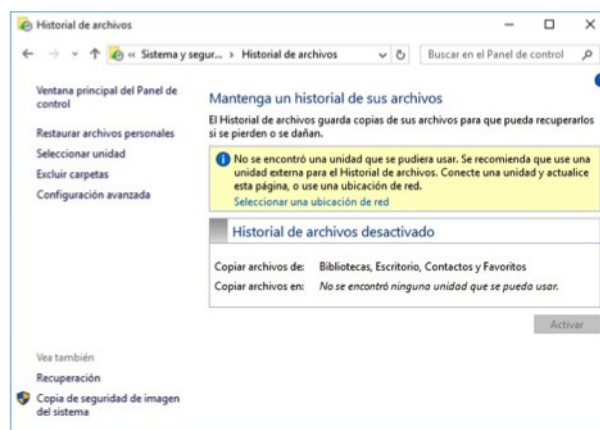 Historial de archivos
« Sistema y segur... > Historial de archivos
Buscar en el Panel de control
Ventana principal del Panel de
control
Restaurar archivos personales
Seleccionar unidad
Excluir carpetas
Configuración avanzada
Mantenga un historial de sus archivos
El Historial de archivos guarda copias de sus archivos para que pueda recuperarlos
si se pierden o se dañan.
No se encontró una unidad que se pudiera usar. Se recomienda que use una
unidad externa para el Historial de archivos. Conecte una unidad y actualice
esta página, o use una ubicación de red.
Seleccionar una ubicación de red
Historial de archivos desactivado
Copiar archivos de: Bibliotecas, Escritorio, Contactos y Favoritos
Copiar archivos en: No se encontró ninguna unidad que se pueda usar.
Activar
Vea también
Recuperación
Copia de seguridad de imagen
del sistema